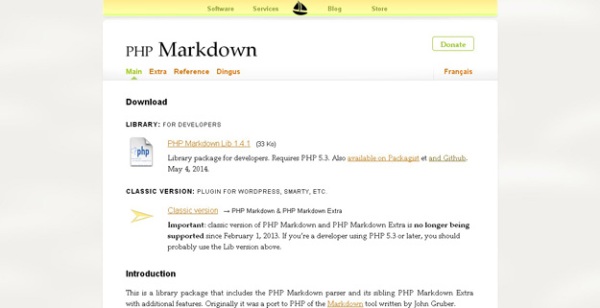 Software Services Blog Store
PHP Markdown
Donate
Main Extra Reference Dingus Français
Download
LIBRARY: FOR DEVELOPERS
php
PHP Markdown Lib 1.4.1 (33 Ko)
Library package for developers. Requires PHP 5.3. Also available on Packagist et and Github.
May 4, 2014.
CLASSIC VERSION: PLUGIN FOR WORDPRESS, SMARTY, ETC.
Classic version → PHP Markdown & PHP Markdown Extra
Important: classic version of PHP Markdown and PHP Markdown Extra is no longer being
supported since February 1, 2013. If you're a developer using PHP 5.3 or later, you should
probably use the Lib version above.
Introduction
This is a library package that includes the PHP Markdown parser and its sibling PHP Markdown Extra
with additional features. Originally it was a port to PHP of the Markdown tool written by John Gruber.